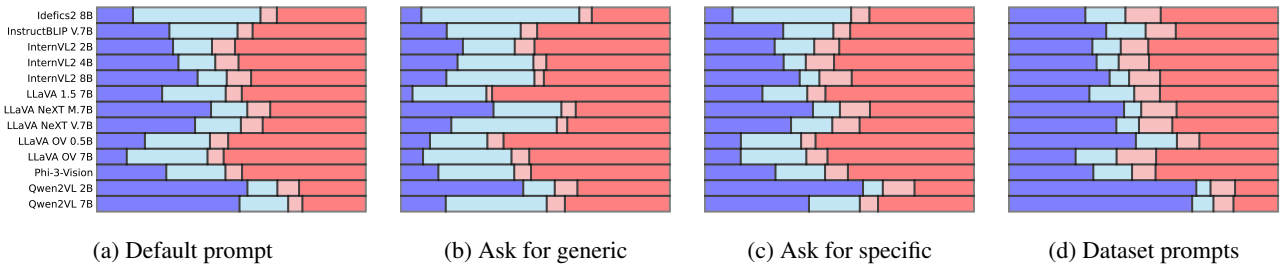 Idefics2 8B
InstructBLIP V.7B
InternVL2 2B
InternVL2 4B
InternVL2 8B
LLaVA 1.5 7B
LLaVA NeXT M.7B
LLaVA NeXT V.7B
LLaVA OV 0.5B
LLaVA OV 7B
Phi-3-Vision
Qwen2VL 2B
Qwen2VL 7B
(a) Default prompt
(b) Ask for generic
(c) Ask for specific
(d) Dataset prompts